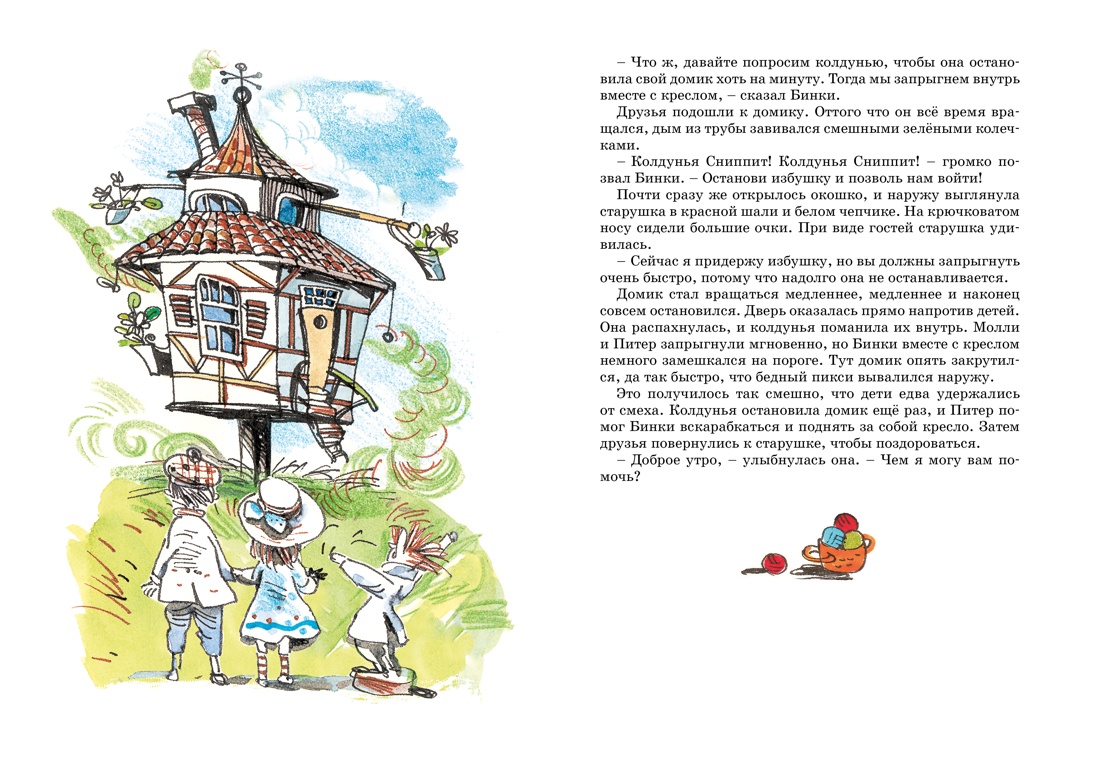 – Что ж, давайте попросим колдунью, чтобы она остано-
вила свой домик хоть на минуту. Тогда мы запрыгнем внутрь
вместе с креслом, – сказал Бинки.
Друзья подошли к домику. Оттого что он всё время вра-
щался, дым из трубы завивался смешными зелёными колеч-
ками.
– Колдунья Сниппит! Колдунья Сниппит! – громко по-
звал Бинки. – Останови избушку и позволь нам войти!
Почти сразу же открылось окошко, и наружу выглянула
старушка в красной шали и белом чепчике. На крючковатом
носу сидели большие очки. При виде гостей старушка уди-
вилась.
– Сейчас я придержу избушку, но вы должны запрыгнуть
очень быстро, потому что надолго она не останавливается.
Домик стал вращаться медленнее, медленнее и наконец
совсем остановился. Дверь оказалась прямо напротив детей.
Она распахнулась, и колдунья поманила их внутрь. Молли
и Питер запрыгнули мгновенно, но Бинки вместе с креслом
немного замешкался на пороге. Тут домик опять закрутил-
ся, да так быстро, что бедный пикси вывалился наружу.
Это получилось так смешно, что дети едва удержались
от смеха. Колдунья остановила домик ещё раз, и Питер по-
мог Бинки вскарабкаться и поднять за собой кресло. Затем
друзья повернулись к старушке, чтобы поздороваться.
– Доброе утро, – улыбнулась она. – Чем я могу вам по-
мочь?